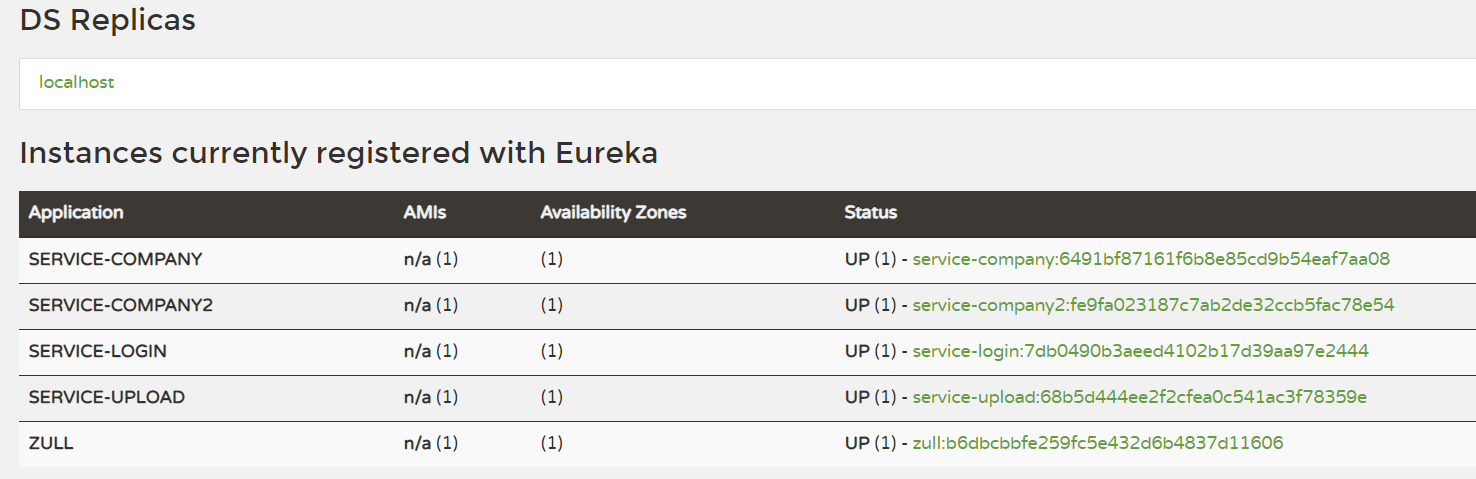 DS Replicas
localhost
Instances currently registered with Eureka
Application AMIs Availability Zones Status
SERVICE-COMPANY n/a (1) (1) UP (1) - service-company:6491bf87161f6b8e85cd9b54eaf7aa08
SERVICE-COMPANY2 n/a (1) (1) UP (1) - service-company2:fe9fa023187c7ab2de32ccb5fac78e54
SERVICE-LOGIN n/a (1) (1) UP (1) - service-login:7db0490b3aeed4102b17d39aa97e2444
SERVICE-UPLOAD n/a (1) (1) UP (1) - service-upload:68b5d444ee2f2cfea0c541ac3f78359e
ZULL n/a (1) (1) UP (1) - zull:b6dbcbbfe259fc5e432d6b4837d11606